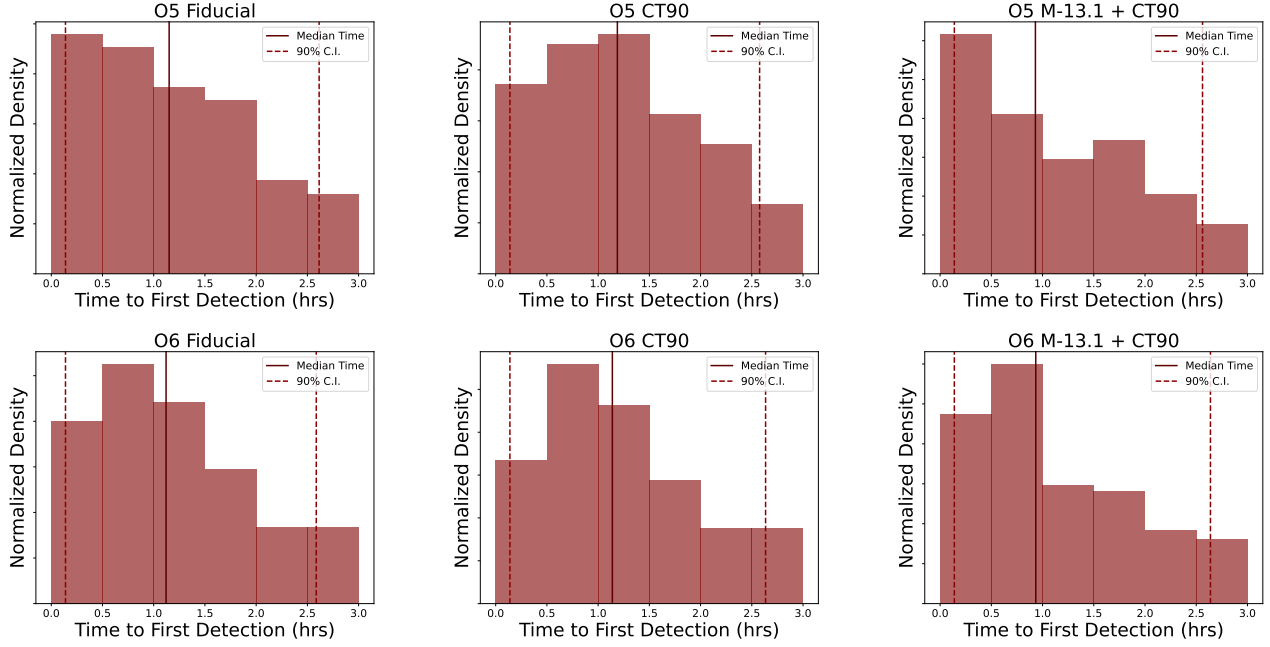 O5 Fiducial
Normalized Density
Median Time
90% C.I.
0.0 0.5 1.0 1.5 2.0 2.5 3.0
Time to First Detection (hrs)
O5 CT90
Normalized Density
Median Time
90% C.I.
0.0 0.5 1.0 1.5 2.0 2.5 3.0
Time to First Detection (hrs)
O5 M-13.1 + CT90
Normalized Density
Median Time
90% C.I.
0.0 0.5 1.0 1.5 2.0 2.5 3.0
Time to First Detection (hrs)
O6 Fiducial
Normalized Density
Median Time
90% C.I.
0.0 0.5 1.0 1.5 2.0 2.5 3.0
Time to First Detection (hrs)
O6 CT90
Normalized Density
Median Time
90% C.I.
0.0 0.5 1.0 1.5 2.0 2.5 3.0
Time to First Detection (hrs)
O6 M-13.1 + CT90
Normalized Density
Median Time
90% C.I.
0.0 0.5 1.0 1.5 2.0 2.5 3.0
Time to First Detection (hrs)